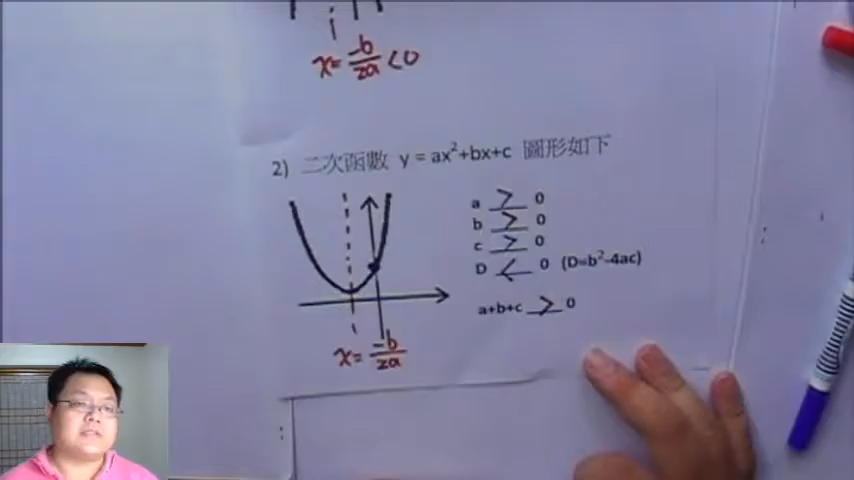 x= -b/2a <0
2) 二次函數 y = ax²+bx+c 圖形如下
a > 0
b > 0
c > 0
D < 0 (D=b²-4ac)
a+b+c > 0
x= -b/2a